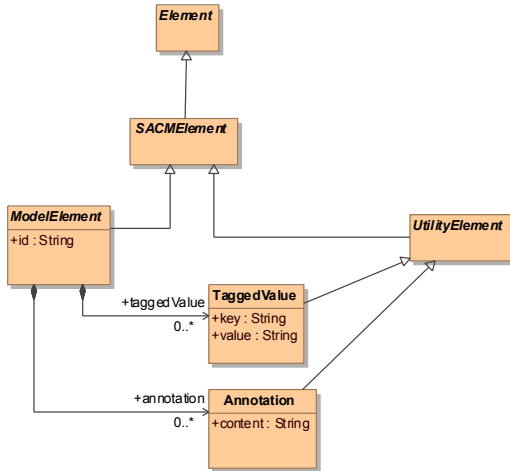 Element
SACMElement
ModelElement
+id : String
UtilityElement
+taggedValue
0..*
TaggedValue
+key : String
+value : String
+annotation
0..*
Annotation
+content : String